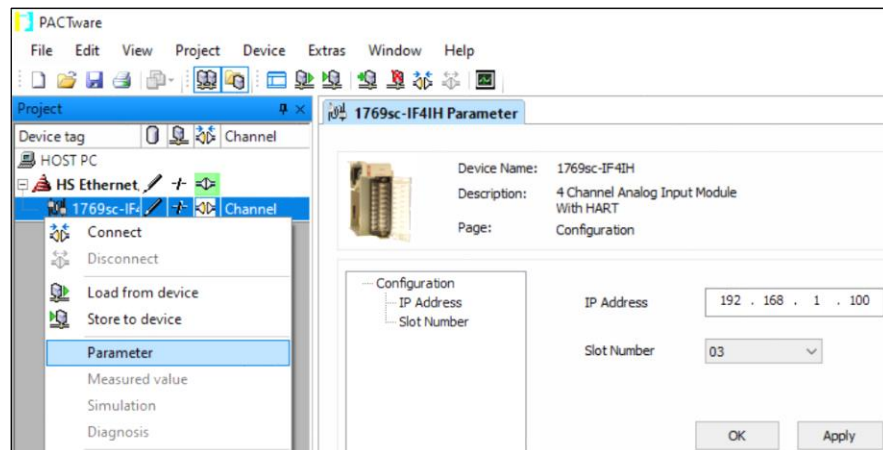 PACTware
File Edit View Project Device Extras Window Help
Project
Device tag Channel
HOST PC
HS Ethernet
1769sc-IF4 Channel
Connect
Disconnect
Load from device
Store to device
Parameter
Measured value
Simulation
Diagnosis
1769sc-IF4IH Parameter
Device Name: 1769sc-IF4IH
Description: 4 Channel Analog Input Module
With HART
Page: Configuration
Configuration
IP Address
Slot Number
IP Address 192 . 168 . 1 . 100
Slot Number 03
OK Apply